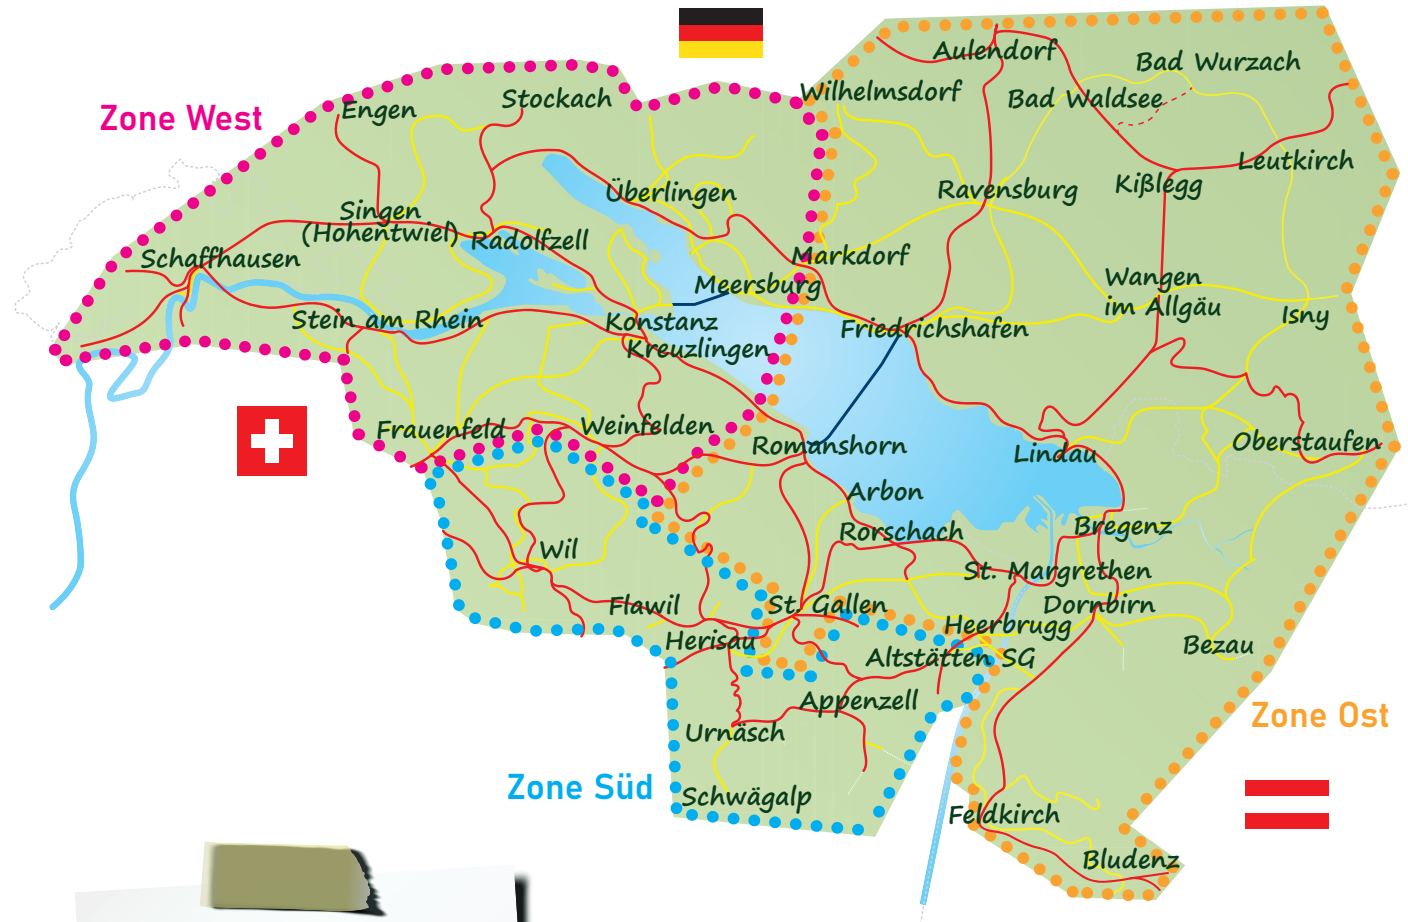 Aulendorf
Bad Wurzach
Zone West
Engen
Stockach
Wilhelmsdorf
Bad Waldsee
Leutkirch
Überlingen
Ravensburg
Kißlegg
Singen
(Hohentwiel)
Radolfzell
Schaffhausen
Markdorf
Meersburg
Wangen
im Allgäu
Stein am Rhein
Konstanz
Friedrichshafen
Isny
Kreuzlingen
Frauenfeld
Weinfelden
Romanshorn
Lindau
Oberstaufen
Arbon
Rorschach
Bregenz
Wil
St. Margrethen
Flawil
St. Gallen
Dornbirn
Heerbrugg
Herisau
Altstätten SG
Bezau
Appenzell
Zone Ost
Urnäsch
Zone Süd
Schwägalp
Feldkirch
Bludenz